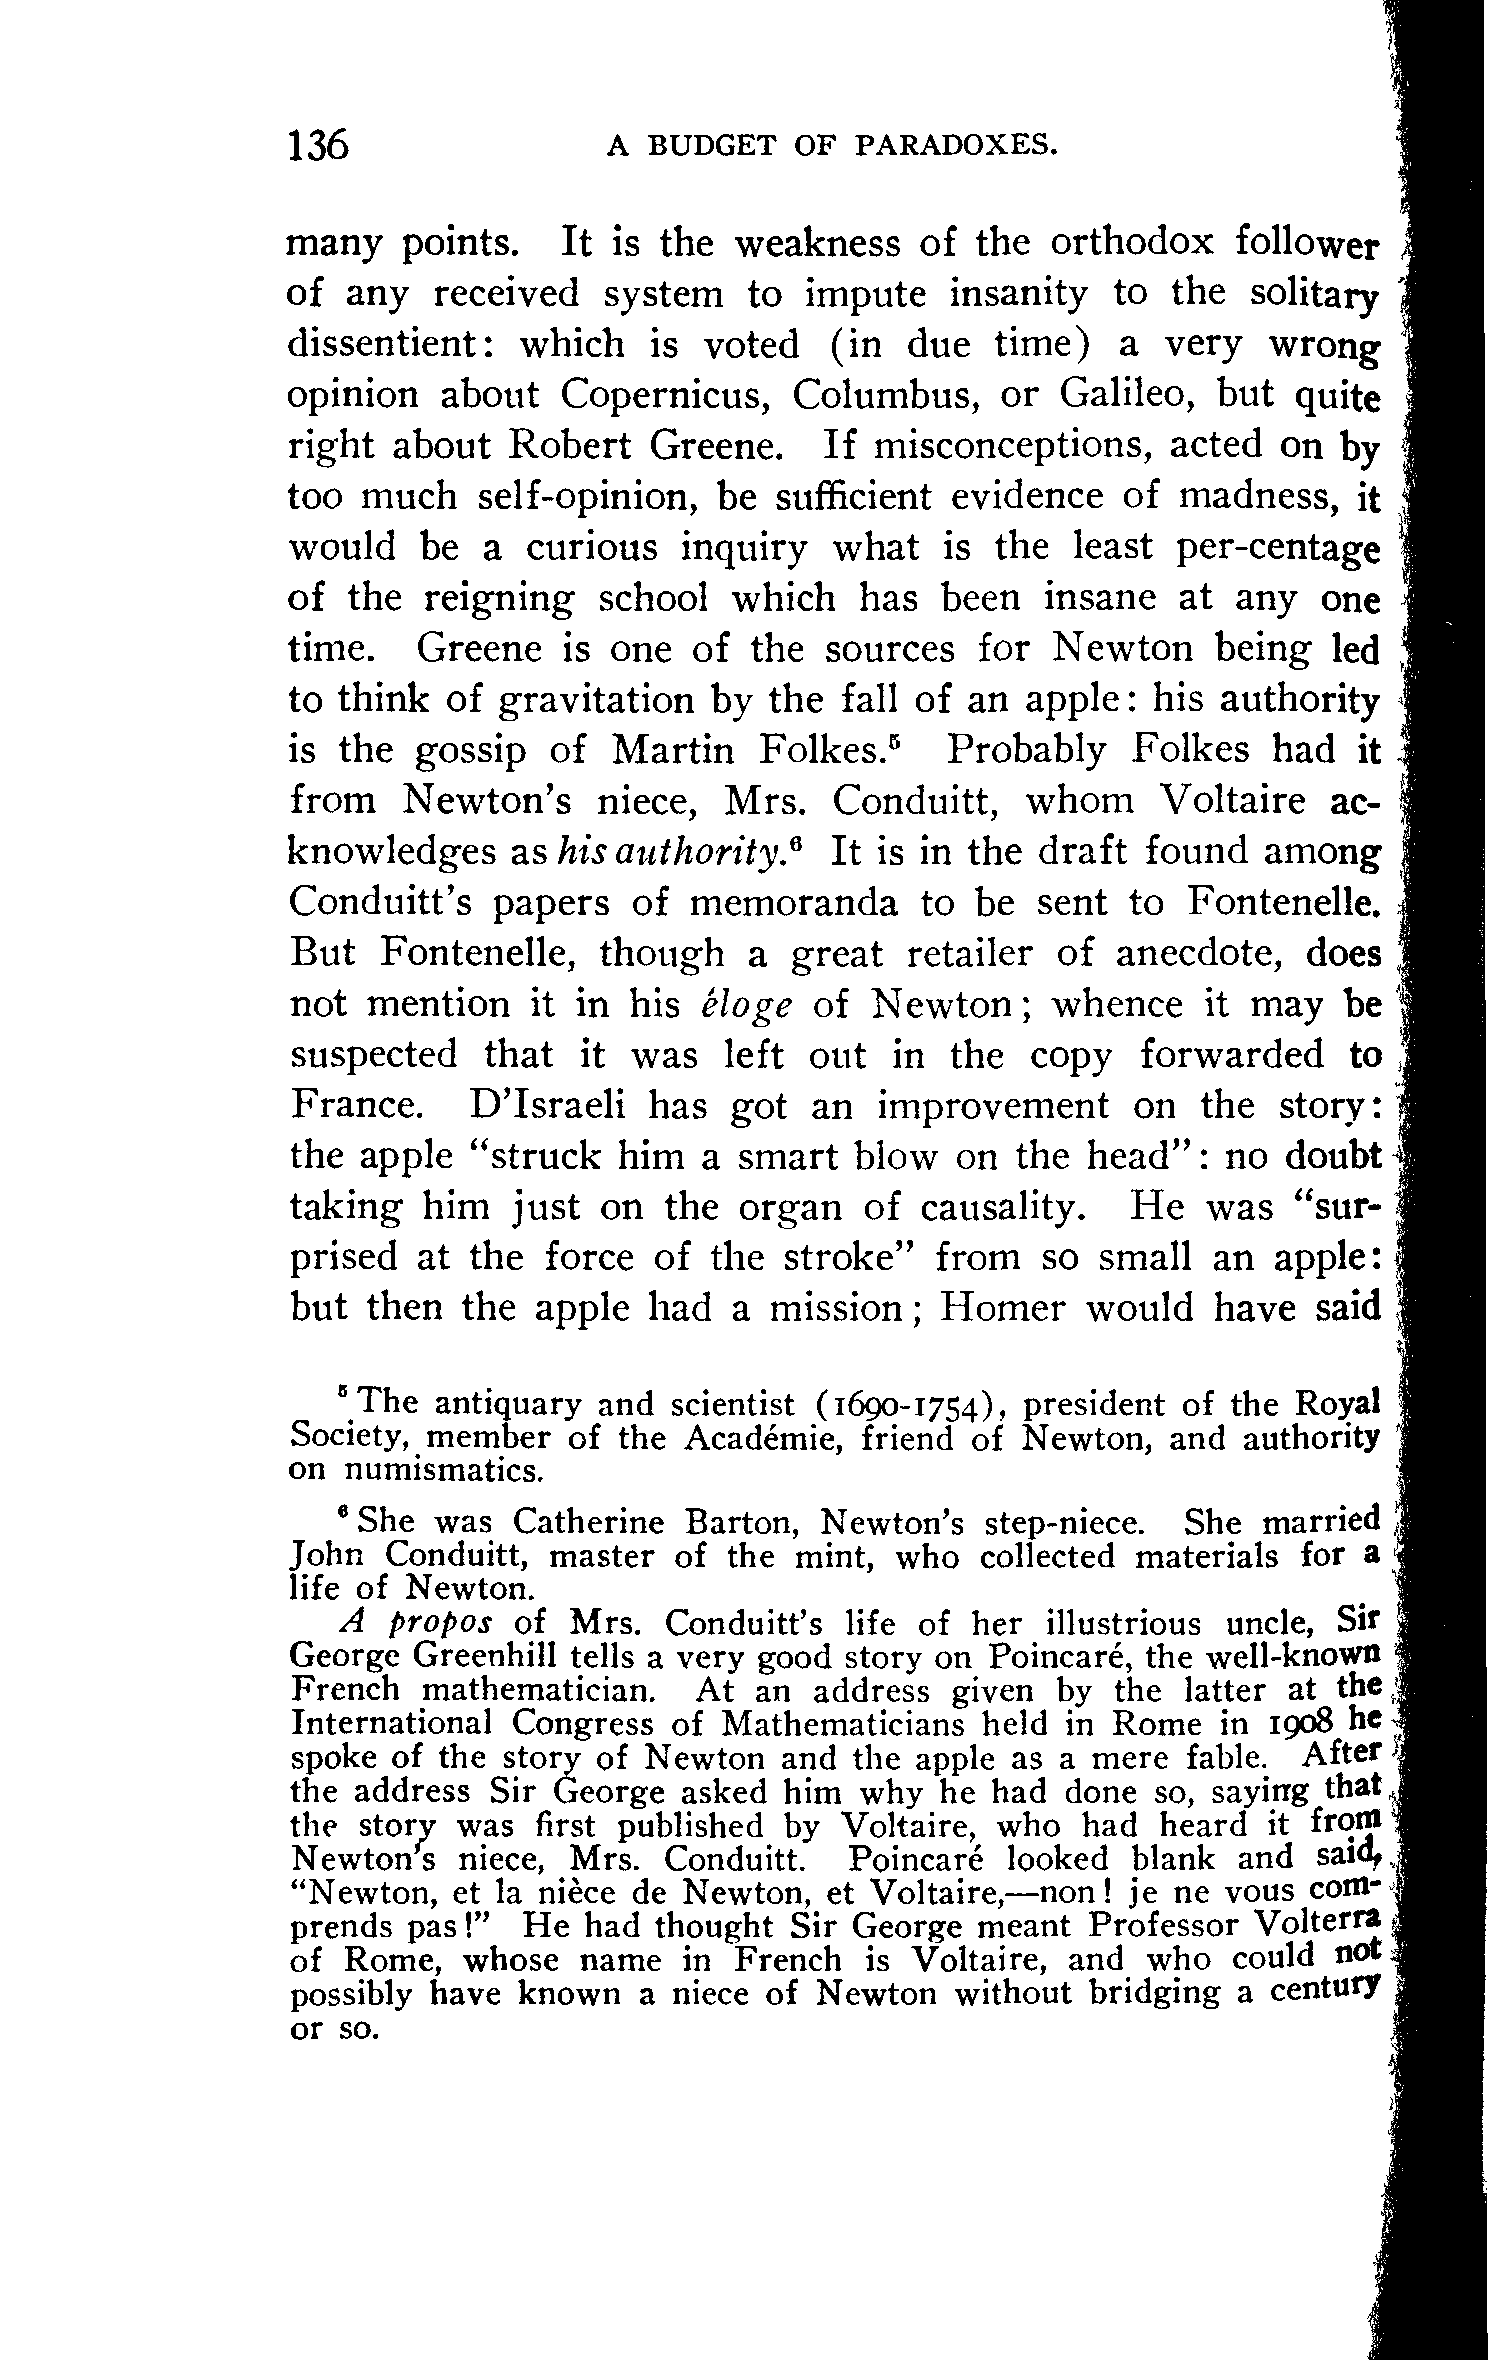 136 A BUDGET OF PARADOXES.
many points. It is the weakness of the orthodox follower
of any received system to impute insanity to the solitary
dissentient: which is voted (in due time) a very wrong
opinion about Copernicus, Columbus, or Galileo, but quite
right about Robert Greene. If misconceptions, acted on by
too much self-opinion, be sufficient evidence of madness, it
would be a curious inquiry what is the least per-centage
of the reigning school which has been insane at any one
time. Greene is one of the sources for Newton being led
to think of gravitation by the fall of an apple: his authority
is the gossip of Martin Folkes.⁵ Probably Folkes had it
from Newton's niece, Mrs. Conduitt, whom Voltaire ac-
knowledges as his authority.⁶ It is in the draft found among
Conduitt's papers of memoranda to be sent to Fontenelle.
But Fontenelle, though a great retailer of anecdote, does
not mention it in his éloge of Newton; whence it may be
suspected that it was left out in the copy forwarded to
France. D'Israeli has got an improvement on the story:
the apple "struck him a smart blow on the head": no doubt
taking him just on the organ of causality. He was "sur-
prised at the force of the stroke" from so small an apple:
but then the apple had a mission; Homer would have said
⁵ The antiquary and scientist (1690-1754), president of the Royal
Society, member of the Académie, friend of Newton, and authority
on numismatics.
⁶ She was Catherine Barton, Newton's step-niece. She married
John Conduitt, master of the mint, who collected materials for a
life of Newton.
A propos of Mrs. Conduitt's life of her illustrious uncle, Sir
George Greenhill tells a very good story on Poincaré, the well-known
French mathematician. At an address given by the latter at the
International Congress of Mathematicians held in Rome in 1908 he
spoke of the story of Newton and the apple as a mere fable. After
the address Sir George asked him why he had done so, saying that
the story was first published by Voltaire, who had heard it from
Newton's niece, Mrs. Conduitt. Poincaré looked blank and said,
"Newton, et la nièce de Newton, et Voltaire,—non! je ne vous com-
prends pas!" He had thought Sir George meant Professor Volterra
of Rome, whose name in French is Voltaire, and who could not
possibly have known a niece of Newton without bridging a century
or so.